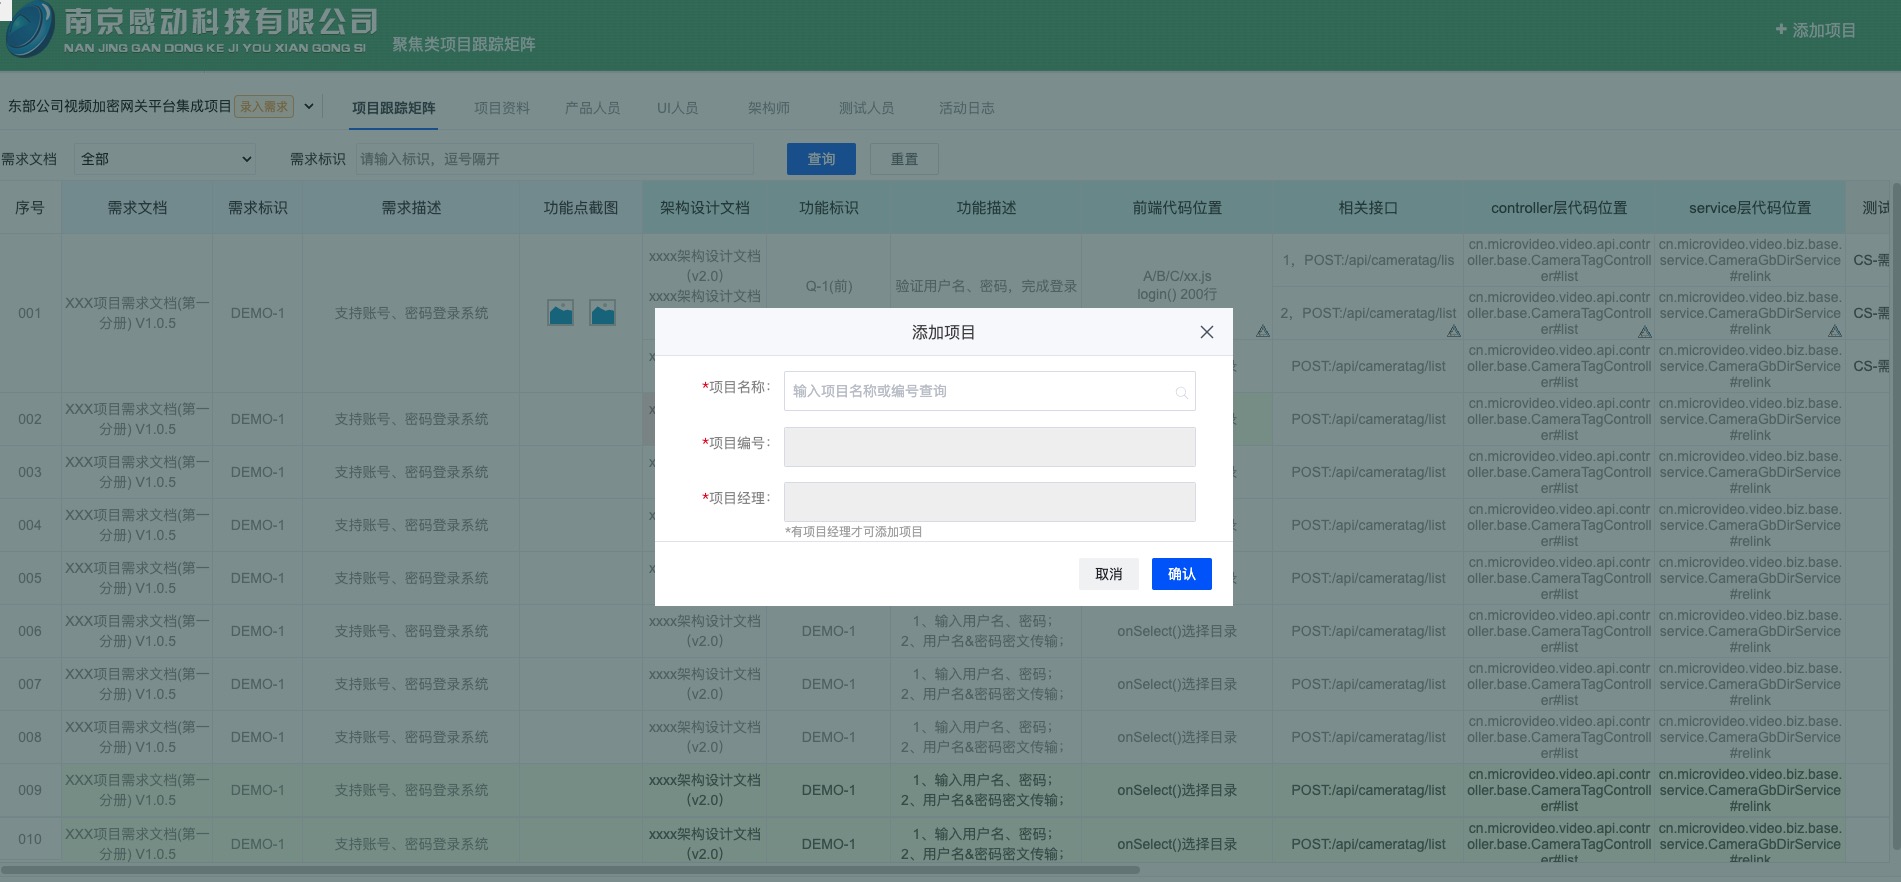 南京感动科技有限公司
NAN JING GAN DONG KE JI YOU XIAN GONG SI
聚焦类项目跟踪矩阵
+ 添加项目
东部公司视频加密网关平台集成项目 录入需求
项目跟踪矩阵 项目资料 产品人员 UI人员 架构师 测试人员 活动日志
需求文档 全部 需求标识 请输入标识，逗号隔开 查询 重置
序号 需求文档 需求标识 需求描述 功能点截图 架构设计文档 功能标识 功能描述 前端代码位置 相关接口 controller层代码位置 service层代码位置 测试
001
XXX项目需求文档(第一
分册) V1.0.5
DEMO-1
支持账号、密码登录系统
xxxx架构设计文档
(v2.0)
xxxx架构设计文档
Q-1(前)
验证用户名、密码，完成登录
A/B/C/xx.js
login() 200行
1，POST:/api/cameratag/lis
cn.microvideo.video.api.contr
oller.base.CameraTagControll
er#list
cn.microvideo.video.biz.base.
service.CameraGbDirService
#relink
CS-需
2，POST:/api/cameratag/list
cn.microvideo.video.api.contr
oller.base.CameraTagControll
er#list
cn.microvideo.video.biz.base.
service.CameraGbDirService
#relink
CS-需
POST:/api/cameratag/list
cn.microvideo.video.api.contr
oller.base.CameraTagControll
er#list
cn.microvideo.video.biz.base.
service.CameraGbDirService
#relink
CS-需
002
XXX项目需求文档(第一
分册) V1.0.5
DEMO-1
支持账号、密码登录系统
POST:/api/cameratag/list
cn.microvideo.video.api.contr
oller.base.CameraTagControll
er#list
cn.microvideo.video.biz.base.
service.CameraGbDirService
#relink
003
XXX项目需求文档(第一
分册) V1.0.5
DEMO-1
支持账号、密码登录系统
POST:/api/cameratag/list
cn.microvideo.video.api.contr
oller.base.CameraTagControll
er#list
cn.microvideo.video.biz.base.
service.CameraGbDirService
#relink
004
XXX项目需求文档(第一
分册) V1.0.5
DEMO-1
支持账号、密码登录系统
POST:/api/cameratag/list
cn.microvideo.video.api.contr
oller.base.CameraTagControll
er#list
cn.microvideo.video.biz.base.
service.CameraGbDirService
#relink
005
XXX项目需求文档(第一
分册) V1.0.5
DEMO-1
支持账号、密码登录系统
POST:/api/cameratag/list
cn.microvideo.video.api.contr
oller.base.CameraTagControll
er#list
cn.microvideo.video.biz.base.
service.CameraGbDirService
#relink
006
XXX项目需求文档(第一
分册) V1.0.5
DEMO-1
支持账号、密码登录系统
xxxx架构设计文档
(v2.0)
DEMO-1
1、输入用户名、密码；
2、用户名&密码密文传输；
onSelect()选择目录
POST:/api/cameratag/list
cn.microvideo.video.api.contr
oller.base.CameraTagControll
er#list
cn.microvideo.video.biz.base.
service.CameraGbDirService
#relink
007
XXX项目需求文档(第一
分册) V1.0.5
DEMO-1
支持账号、密码登录系统
xxxx架构设计文档
(v2.0)
DEMO-1
1、输入用户名、密码；
2、用户名&密码密文传输；
onSelect()选择目录
POST:/api/cameratag/list
cn.microvideo.video.api.contr
oller.base.CameraTagControll
er#list
cn.microvideo.video.biz.base.
service.CameraGbDirService
#relink
008
XXX项目需求文档(第一
分册) V1.0.5
DEMO-1
支持账号、密码登录系统
xxxx架构设计文档
(v2.0)
DEMO-1
1、输入用户名、密码；
2、用户名&密码密文传输；
onSelect()选择目录
POST:/api/cameratag/list
cn.microvideo.video.api.contr
oller.base.CameraTagControll
er#list
cn.microvideo.video.biz.base.
service.CameraGbDirService
#relink
009
XXX项目需求文档(第一
分册) V1.0.5
DEMO-1
支持账号、密码登录系统
xxxx架构设计文档
(v2.0)
DEMO-1
1、输入用户名、密码；
2、用户名&密码密文传输；
onSelect()选择目录
POST:/api/cameratag/list
cn.microvideo.video.api.contr
oller.base.CameraTagControll
er#list
cn.microvideo.video.biz.base.
service.CameraGbDirService
#relink
010
XXX项目需求文档(第一
分册) V1.0.5
DEMO-1
支持账号、密码登录系统
xxxx架构设计文档
(v2.0)
DEMO-1
1、输入用户名、密码；
2、用户名&密码密文传输；
onSelect()选择目录
POST:/api/cameratag/list
cn.microvideo.video.api.contr
oller.base.CameraTagControll
er#list
cn.microvideo.video.biz.base.
service.CameraGbDirService
#relink
添加项目
*项目名称： 输入项目名称或编号查询
*项目编号：
*项目经理：
*有项目经理才可添加项目
取消 确认